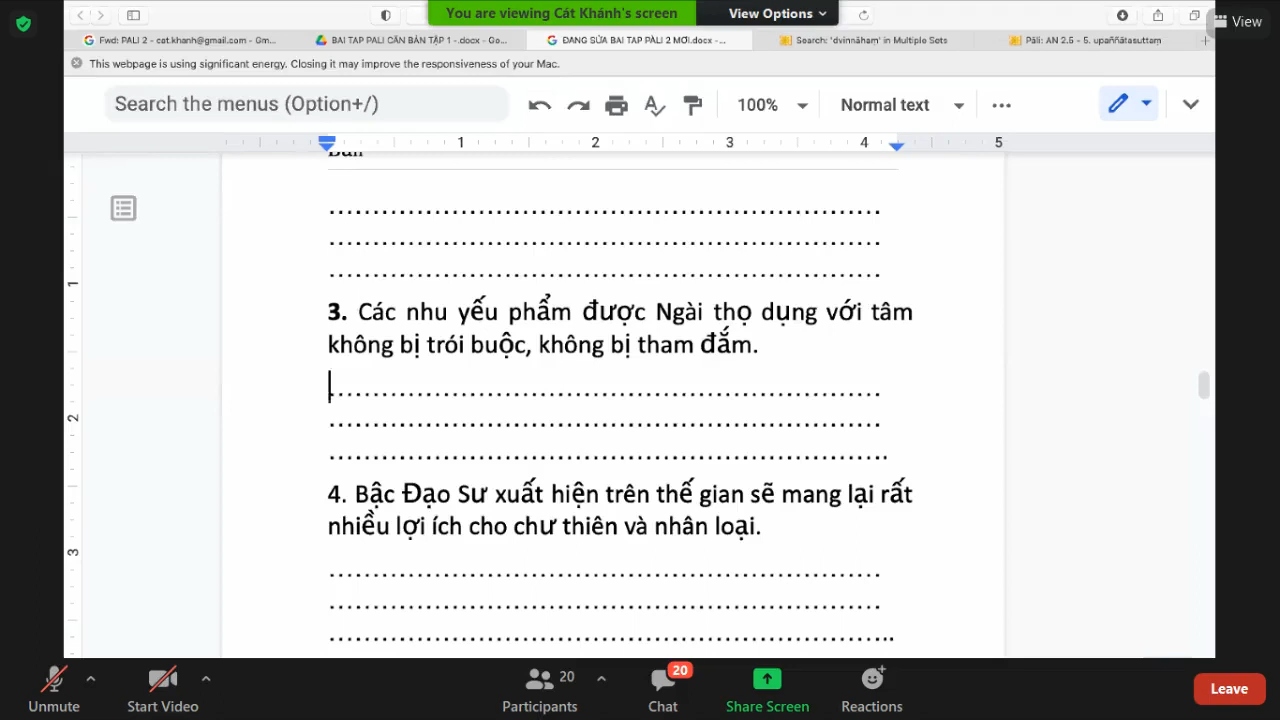 You are viewing Cát Khánh's screen
View Options
View
Fwd: PALI 2 - cat.khanh@gmail.com - Gm...
BAI TAP PALI CĂN BẢN TẬP 1 -.docx - Go...
ĐANG SỬA BAI TAP PÀLI 2 MƠI.docx -...
Search: 'dvinnāhaṃ' in Multiple Sets
Pāli: AN 2.5 - 5. upaññātasuttaṃ
This webpage is using significant energy. Closing it may improve the responsiveness of your Mac.
Search the menus (Option+/)
100%
Normal text
1 2 3 4 5
…………………………………………………………
…………………………………………………………
…………………………………………………………
3. Các nhu yếu phẩm được Ngài thọ dụng với tâm
không bị trói buộc, không bị tham đắm.
…………………………………………………………
…………………………………………………………
………………………………………………………….
4. Bậc Đạo Sư xuất hiện trên thế gian sẽ mang lại rất
nhiều lợi ích cho chư thiên và nhân loại.
…………………………………………………………
…………………………………………………………
…………………………………………………………..
1
2
3
20
20
Unmute
Start Video
Participants
Chat
Share Screen
Reactions
Leave